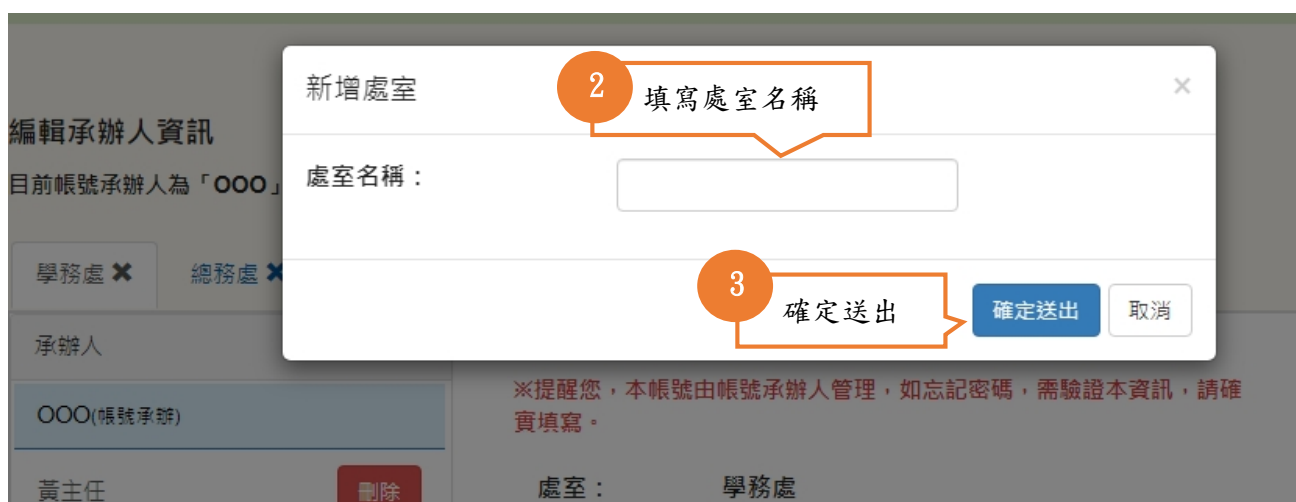 新增處室
×
2
填寫處室名稱
編輯承辦人資訊
目前帳號承辦人為「OOO」
處室名稱：
學務處✖
總務處✖
3
確定送出
確定送出
取消
承辦人
※提醒您，本帳號由帳號承辦人管理，如忘記密碼，需驗證本資訊，請確
實填寫。
OOO(帳號承辦)
黃主任
刪除
處室：
學務處